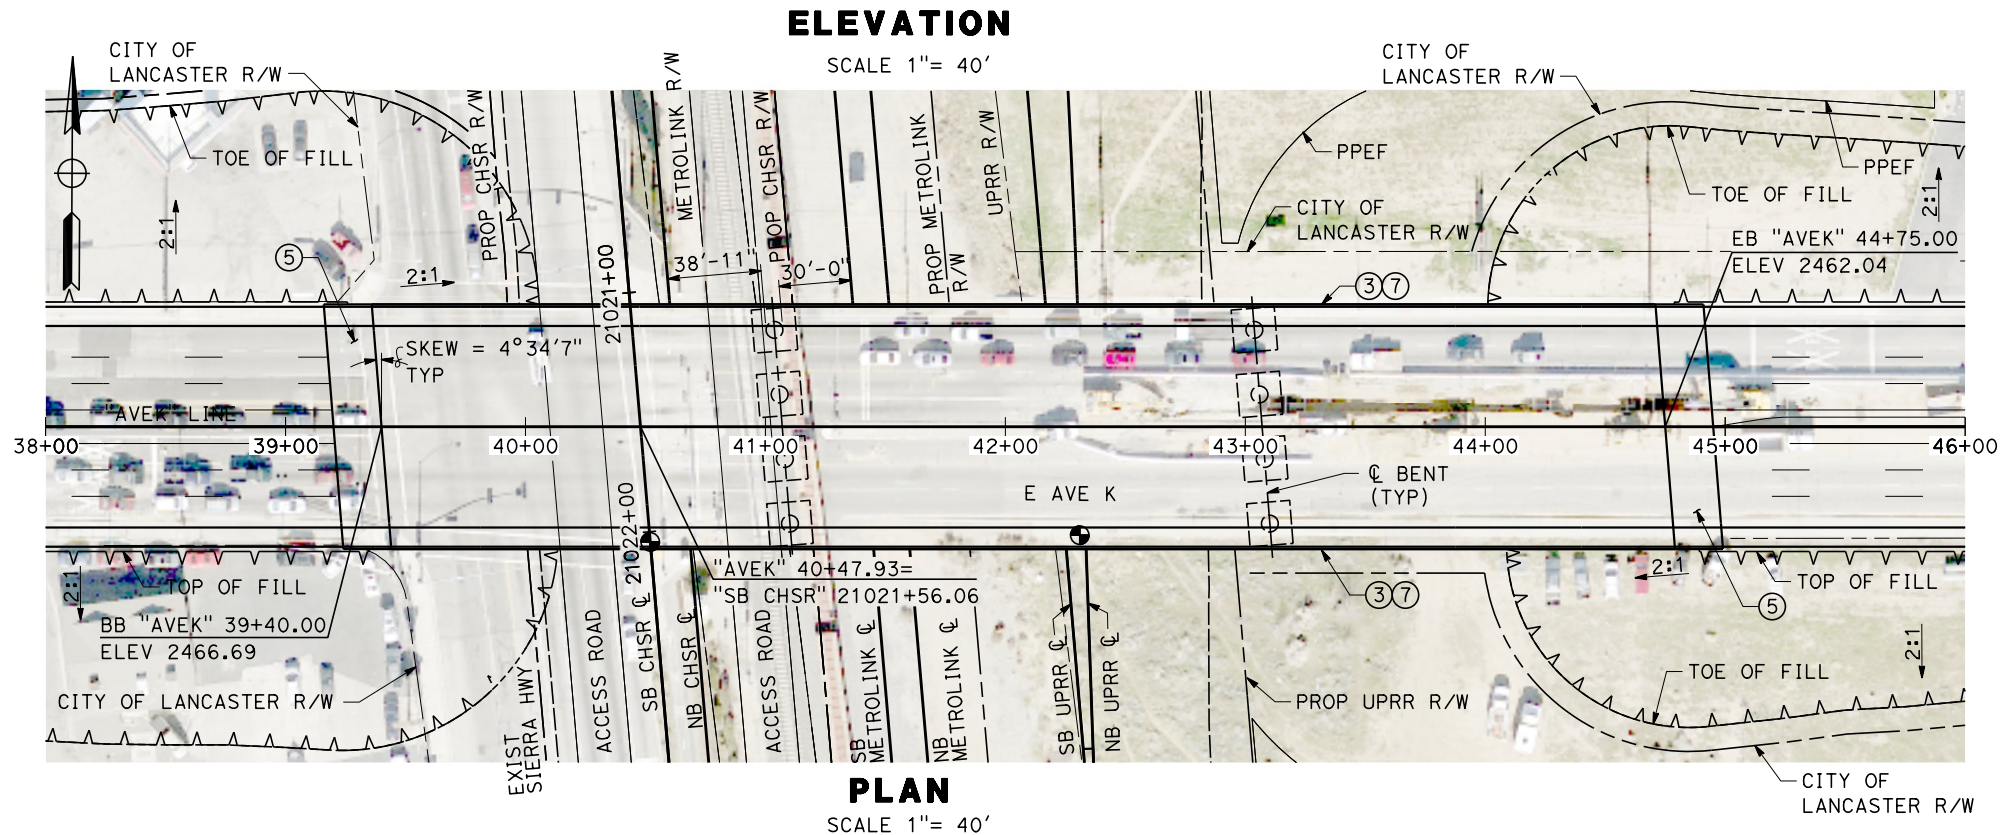 ELEVATION
SCALE 1"= 40'
CITY OF
LANCASTER R/W
TOE OF FILL
2:1
5
2:1
PROP CHSR R/W
21021+00
METROLINK R/W
38'-11"
PROP CHSR R/W
30'-0"
PROP METROLINK
R/W
UPRR R/W
CITY OF
LANCASTER R/W
PPEF
CITY OF
LANCASTER R/W
PPEF
TOE OF FILL
2:1
EB "AVEK" 44+75.00
ELEV 2462.04
3 7
SKEW = 4°34'7"
TYP
"AVEK" LINE
38+00
39+00
40+00
41+00
42+00
43+00
44+00
45+00
46+00
E AVE K
℄ BENT
(TYP)
21022+00
"AVEK" 40+47.93=
"SB CHSR" 21021+56.06
2:1
TOP OF FILL
BB "AVEK" 39+40.00
ELEV 2466.69
CITY OF LANCASTER R/W
EXIST
SIERRA HWY
ACCESS ROAD
SB CHSR ℄
NB CHSR ℄
ACCESS ROAD
SB
METROLINK ℄
NB
METROLINK ℄
SB UPRR ℄
NB UPRR ℄
PROP UPRR R/W
3 7
2:1
TOP OF FILL
5
2:1
TOE OF FILL
CITY OF
LANCASTER R/W
PLAN
SCALE 1"= 40'